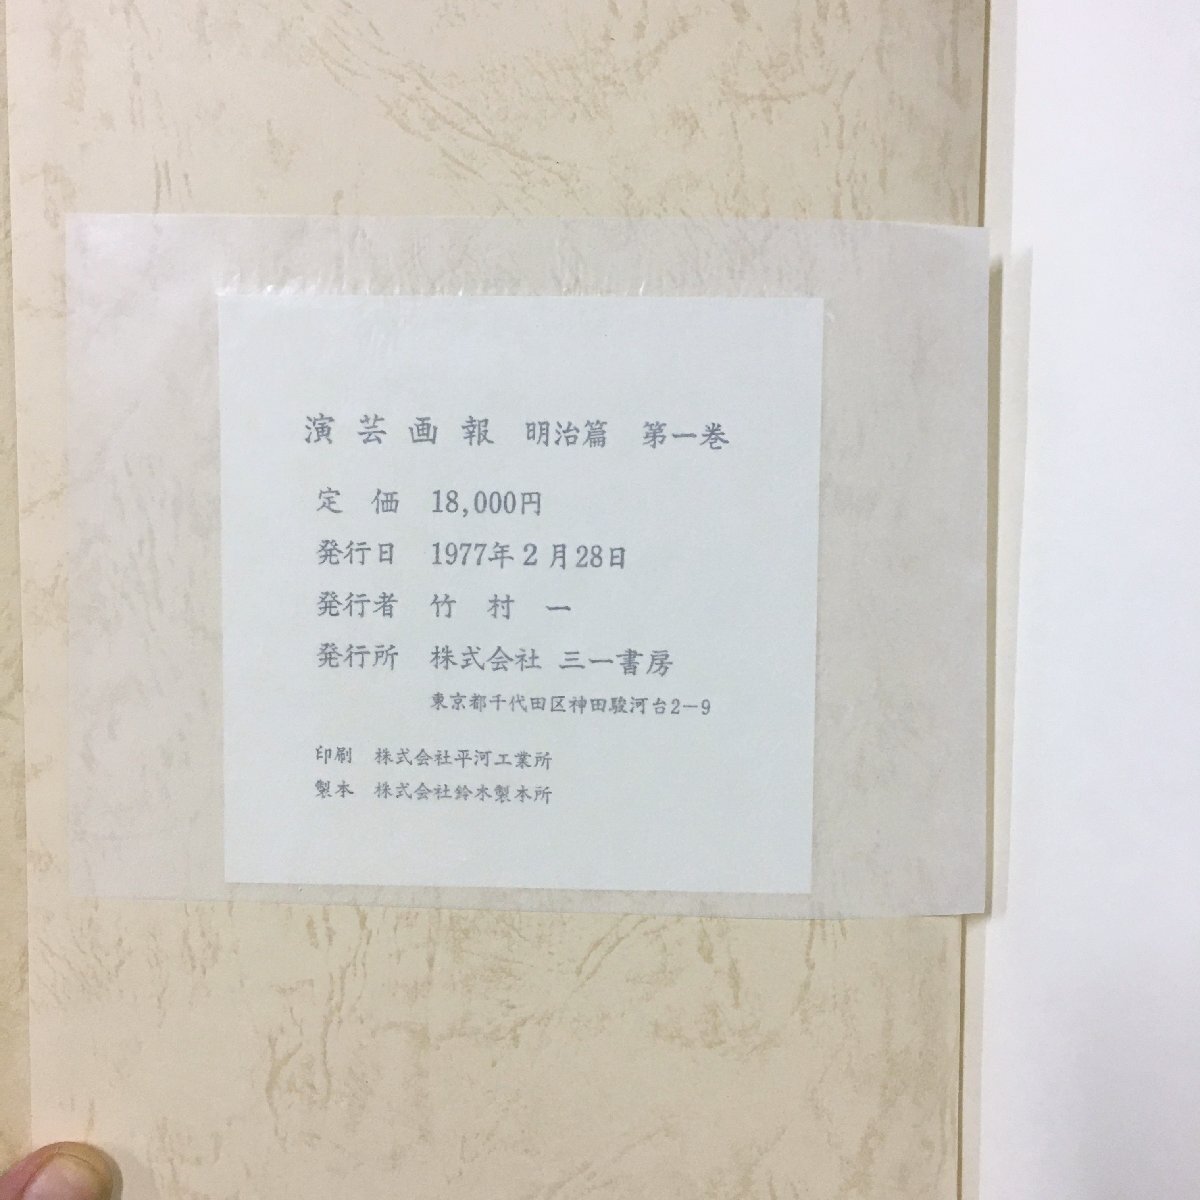 演芸画報 明治篇 第一巻
定価 18,000円
発行日 1977年2月28日
発行者 竹村一
発行所 株式会社 三一書房
東京都千代田区神田駿河台2－9
印刷 株式会社平河工業所
製本 株式会社鈴木製本所